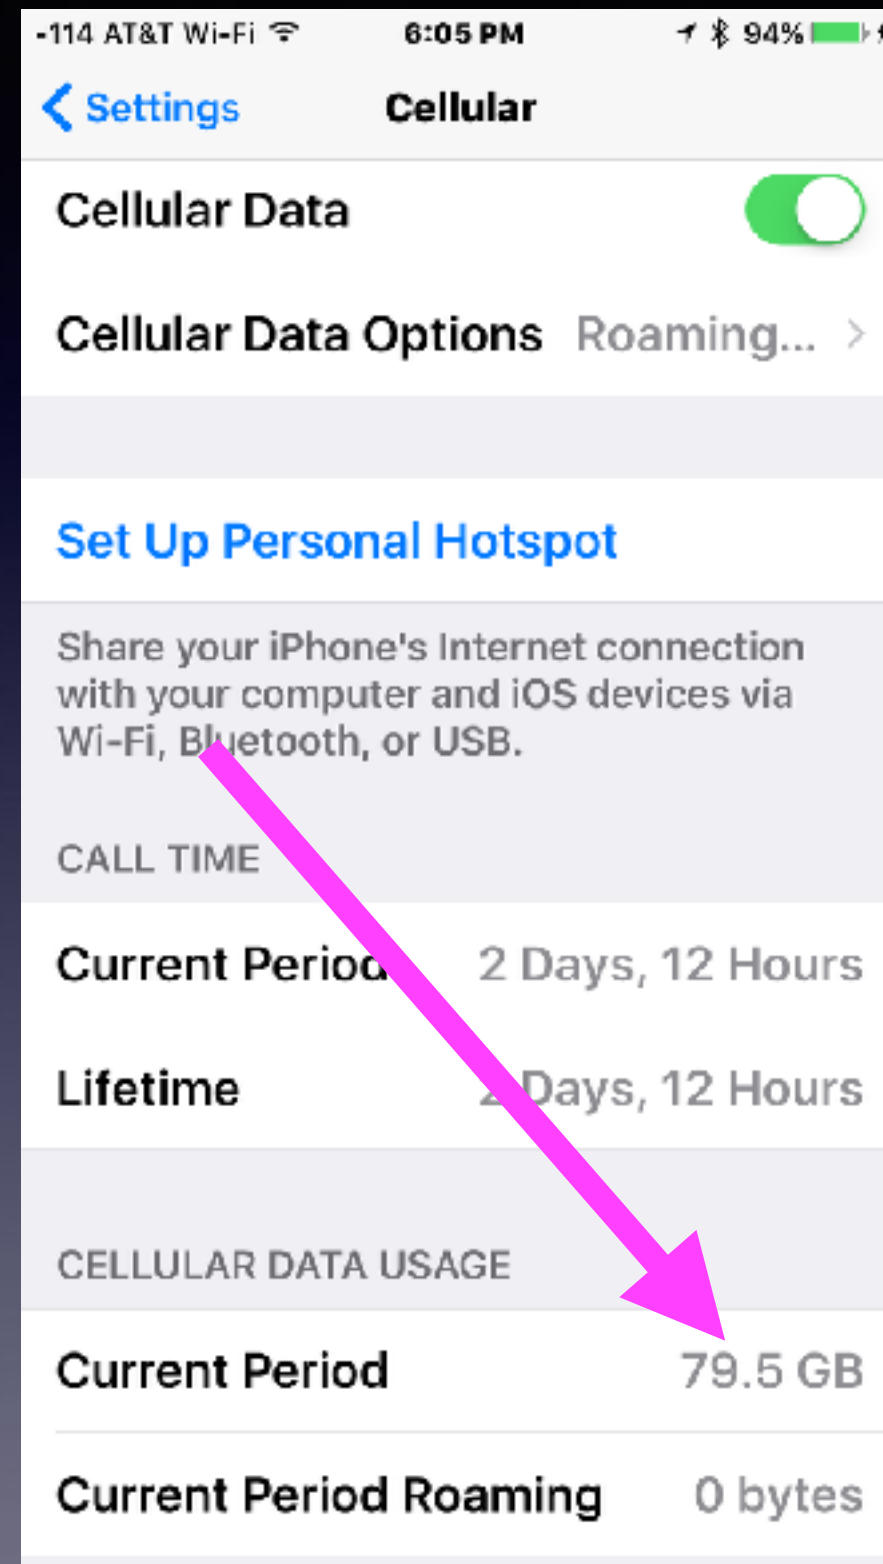 -114 AT&T Wi-Fi 6:05 PM 94%
Settings Cellular
Cellular Data
Cellular Data Options Roaming... >
Set Up Personal Hotspot
Share your iPhone's Internet connection
with your computer and iOS devices via
Wi-Fi, Bluetooth, or USB.
CALL TIME
Current Period 2 Days, 12 Hours
Lifetime 2 Days, 12 Hours
CELLULAR DATA USAGE
Current Period 79.5 GB
Current Period Roaming 0 bytes